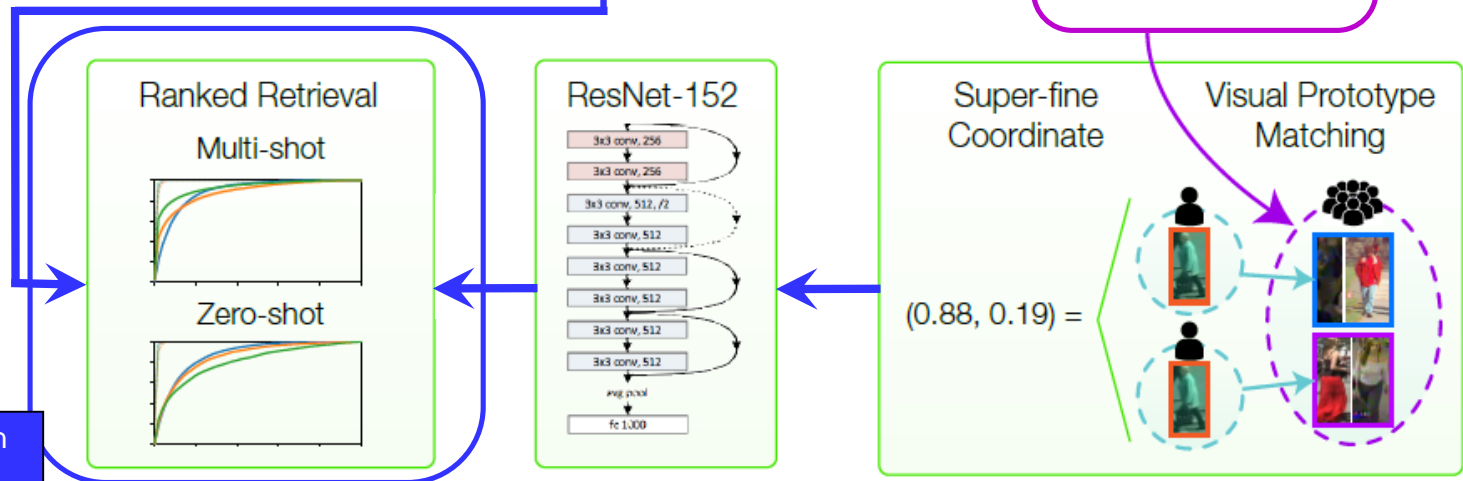 Ranked Retrieval
Multi-shot
Zero-shot
ResNet-152
3x3 conv, 256
3x3 conv, 256
3x3 conv, 512, /2
3x3 conv, 512
3x3 conv, 512
3x3 conv, 512
3x3 conv, 512
3x3 conv, 512
avg pool
fc 1000
Super-fine
Coordinate
(0.88, 0.19) =
Visual Prototype
Matching